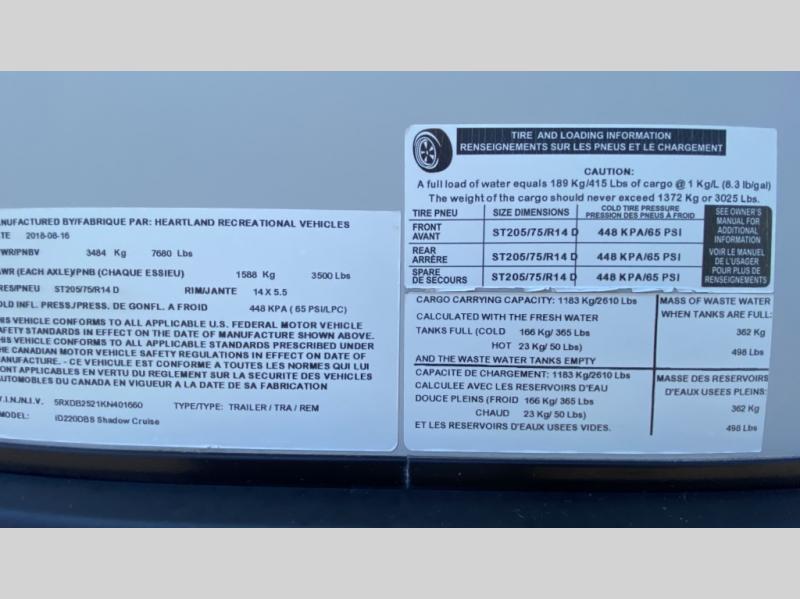 NUFACTURED BY/FABRIQUE PAR: HEARTLAND RECREATIONAL VEHICLES
TE 2018-08-16
WR/PNBV 3484 Kg 7680 Lbs
WR (EACH AXLE)/PNB (CHAQUE ESSIEU) 1588 Kg 3500 Lbs
RES/PNEU ST205/75/R14 D RIM/JANTE 14 X 5.5
OLD INFL. PRESS./PRESS. DE GONFL. A FROID 448 KPA ( 65 PSI/LPC)
HIS VEHICLE CONFORMS TO ALL APPLICABLE U.S. FEDERAL MOTOR VEHICLE
AFETY STANDARDS IN EFFECT ON DATE OF MANUFACTURE SHOWN ABOVE.
HIS VEHICLE CONFORMS TO ALL APPLICABLE STANDARDS PRESCRIBED UNDER
THE CANADIAN MOTOR VEHICLE SAFETY REGULATIONS IN EFFECT ON DATE OF
MANUFACTURE. - CE VEHICULE EST CONFORME A TOUTES LES NORMES QUI LUI
ONT APPLICABLES EN VERTU DU REGLEMENT SUR LA SECURITE DES VEHICLES
AUTOMOBILES DU CANADA EN VIGUEUR A LA DATE DE SA FABRICATION
V.I.N./N.I.V. 5RXDB2521KN401660 TYPE/TYPE: TRAILER / TRA / REM
iD220DBS Shadow Cruise
TIRE AND LOADING INFORMATION
RENSEIGNEMENTS SUR LES PNEUS ET LE CHARGEMENT
CAUTION:
A full load of water equals 189 Kg/415 Lbs of cargo @ 1 Kg/L (8.3 lb/gal)
The weight of the cargo should never exceed 1372 Kg or 3025 Lbs.
TIRE PNEU SIZE DIMENSIONS COLD TIRE PRESSURE
PRESSION DES PNEUS À FROID
FRONT
AVANT ST205/75/R14 D 448 KPA/65 PSI
REAR
ARRÈRE ST205/75/R14 D 448 KPA/65 PSI
SPARE
DE SECOURS ST205/75/R14 D 448 KPA/65 PSI
SEE OWNER'S
MANUAL FOR
ADDITIONAL
INFORMATION
VOIR LE MANUEL
DE L'USAGER
POUR PLUS DE
RENSEIGNEMENTS
CARGO CARRYING CAPACITY: 1183 Kg/2610 Lbs
CALCULATED WITH THE FRESH WATER
TANKS FULL (COLD 166 Kg/ 365 Lbs
HOT 23 Kg/ 50 Lbs)
AND THE WASTE WATER TANKS EMPTY
MASS OF WASTE WATER
WHEN TANKS ARE FULL:
362 Kg
498 Lbs
CAPACITE DE CHARGEMENT: 1183 Kg/2610 Lbs
CALCULEE AVEC LES RESERVOIRS D'EAU
DOUCE PLEINS (FROID 166 Kg/ 365 Lbs
CHAUD 23 Kg/ 50 Lbs)
ET LES RESERVOIRS D'EAUX USEES VIDES.
MASSE DES RESERVOIRS
D'EAUX USEES PLEINS:
362 Kg
498 Lbs